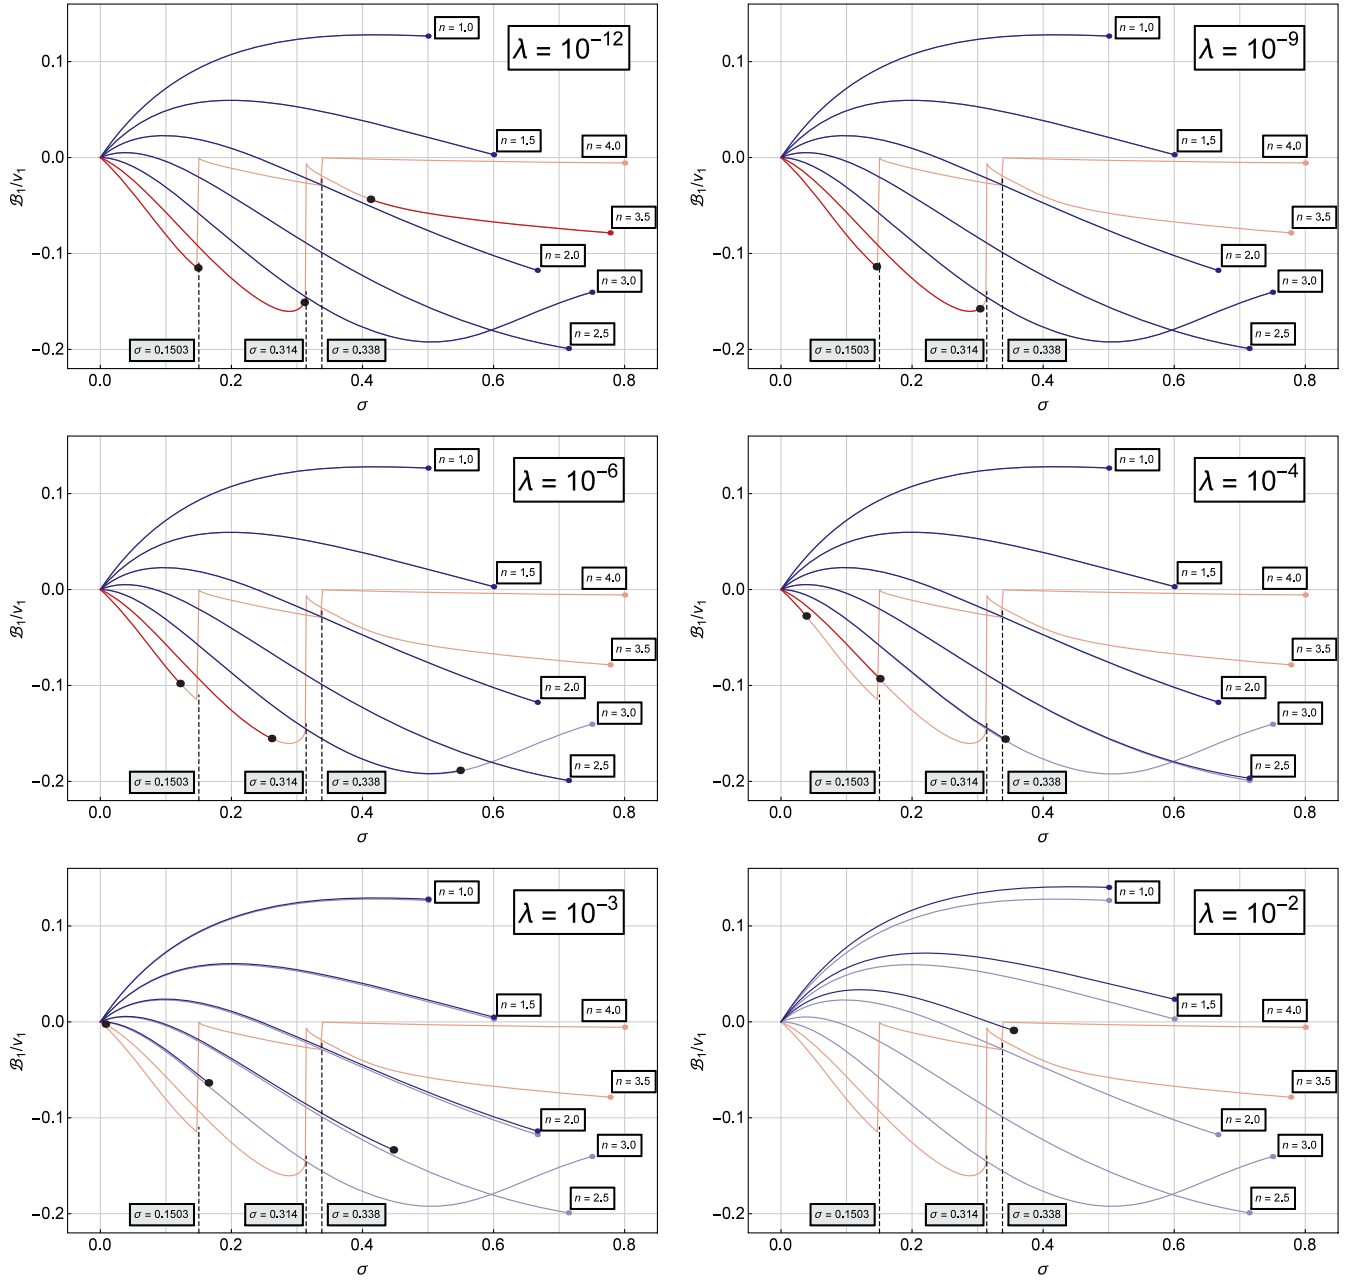 λ = 10⁻¹²
n = 1.0
n = 1.5
n = 4.0
n = 3.5
n = 2.0
n = 3.0
n = 2.5
σ = 0.1503 σ = 0.314 σ = 0.338
0.1
0.0
−0.1
−0.2
ℬ₁/v₁
0.0 0.2 0.4 0.6 0.8
σ
λ = 10⁻⁹
n = 1.0
n = 1.5
n = 4.0
n = 3.5
n = 2.0
n = 3.0
n = 2.5
σ = 0.1503 σ = 0.314 σ = 0.338
0.1
0.0
−0.1
−0.2
ℬ₁/v₁
0.0 0.2 0.4 0.6 0.8
σ
λ = 10⁻⁶
n = 1.0
n = 1.5
n = 4.0
n = 3.5
n = 2.0
n = 3.0
n = 2.5
σ = 0.1503 σ = 0.314 σ = 0.338
0.1
0.0
−0.1
−0.2
ℬ₁/v₁
0.0 0.2 0.4 0.6 0.8
σ
λ = 10⁻⁴
n = 1.0
n = 1.5
n = 4.0
n = 3.5
n = 2.0
n = 3.0
n = 2.5
σ = 0.1503 σ = 0.314 σ = 0.338
0.1
0.0
−0.1
−0.2
ℬ₁/v₁
0.0 0.2 0.4 0.6 0.8
σ
λ = 10⁻³
n = 1.0
n = 1.5
n = 4.0
n = 3.5
n = 2.0
n = 3.0
n = 2.5
σ = 0.1503 σ = 0.314 σ = 0.338
0.1
0.0
−0.1
−0.2
ℬ₁/v₁
0.0 0.2 0.4 0.6 0.8
σ
λ = 10⁻²
n = 1.0
n = 1.5
n = 4.0
n = 3.5
n = 2.0
n = 3.0
n = 2.5
σ = 0.1503 σ = 0.314 σ = 0.338
0.1
0.0
−0.1
−0.2
ℬ₁/v₁
0.0 0.2 0.4 0.6 0.8
σ